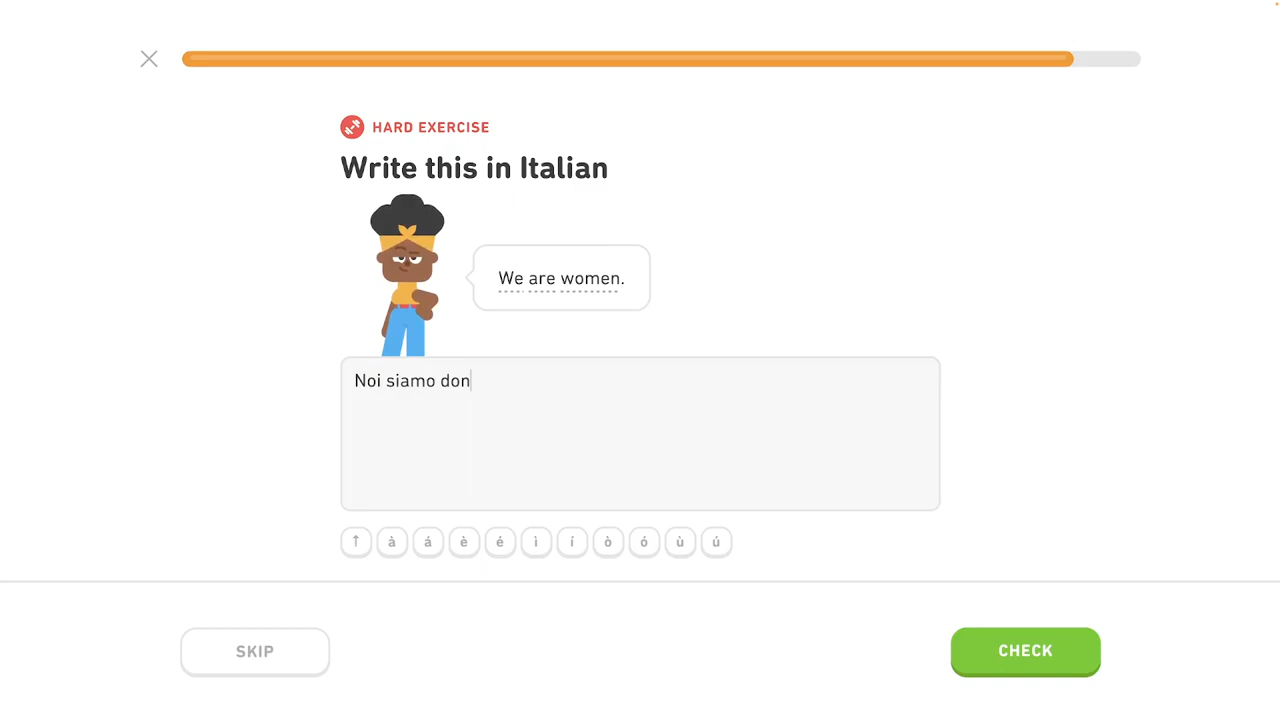 HARD EXERCISE
Write this in Italian
We are women.
Noi siamo don
↑ à á è é ì í ò ó ù ú
SKIP
CHECK